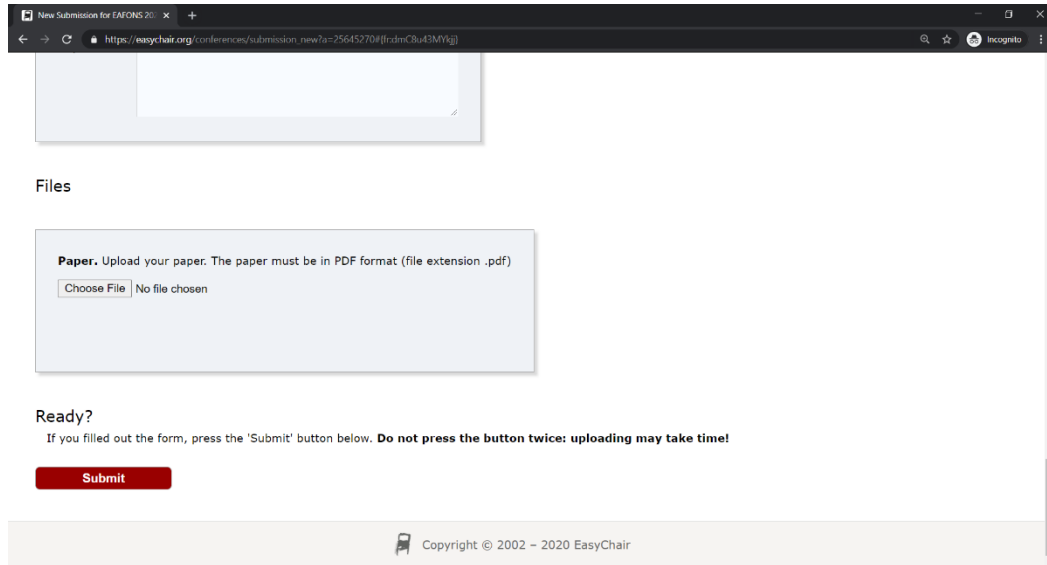 New Submission for EAFONS 20
https://easychair.org/conferences/submission_new?a=25645270#
Incognito
Files
Paper. Upload your paper. The paper must be in PDF format (file extension .pdf)
Choose File No file chosen
Ready?
If you filled out the form, press the 'Submit' button below. Do not press the button twice: uploading may take time!
Submit
Copyright © 2002 – 2020 EasyChair